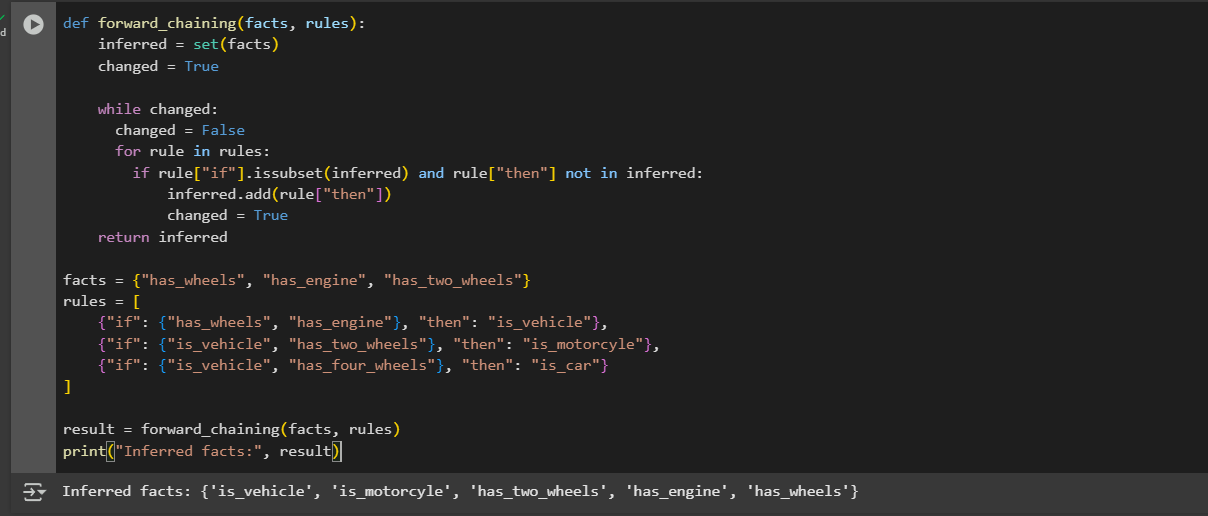 def forward_chaining(facts, rules):
    inferred = set(facts)
    changed = True

    while changed:
      changed = False
      for rule in rules:
        if rule["if"].issubset(inferred) and rule["then"] not in inferred:
            inferred.add(rule["then"])
            changed = True
    return inferred

facts = {"has_wheels", "has_engine", "has_two_wheels"}
rules = [
    {"if": {"has_wheels", "has_engine"}, "then": "is_vehicle"},
    {"if": {"is_vehicle", "has_two_wheels"}, "then": "is_motorcyle"},
    {"if": {"is_vehicle", "has_four_wheels"}, "then": "is_car"}
]

result = forward_chaining(facts, rules)
print("Inferred facts:", result)
Inferred facts: {'is_vehicle', 'is_motorcyle', 'has_two_wheels', 'has_engine', 'has_wheels'}